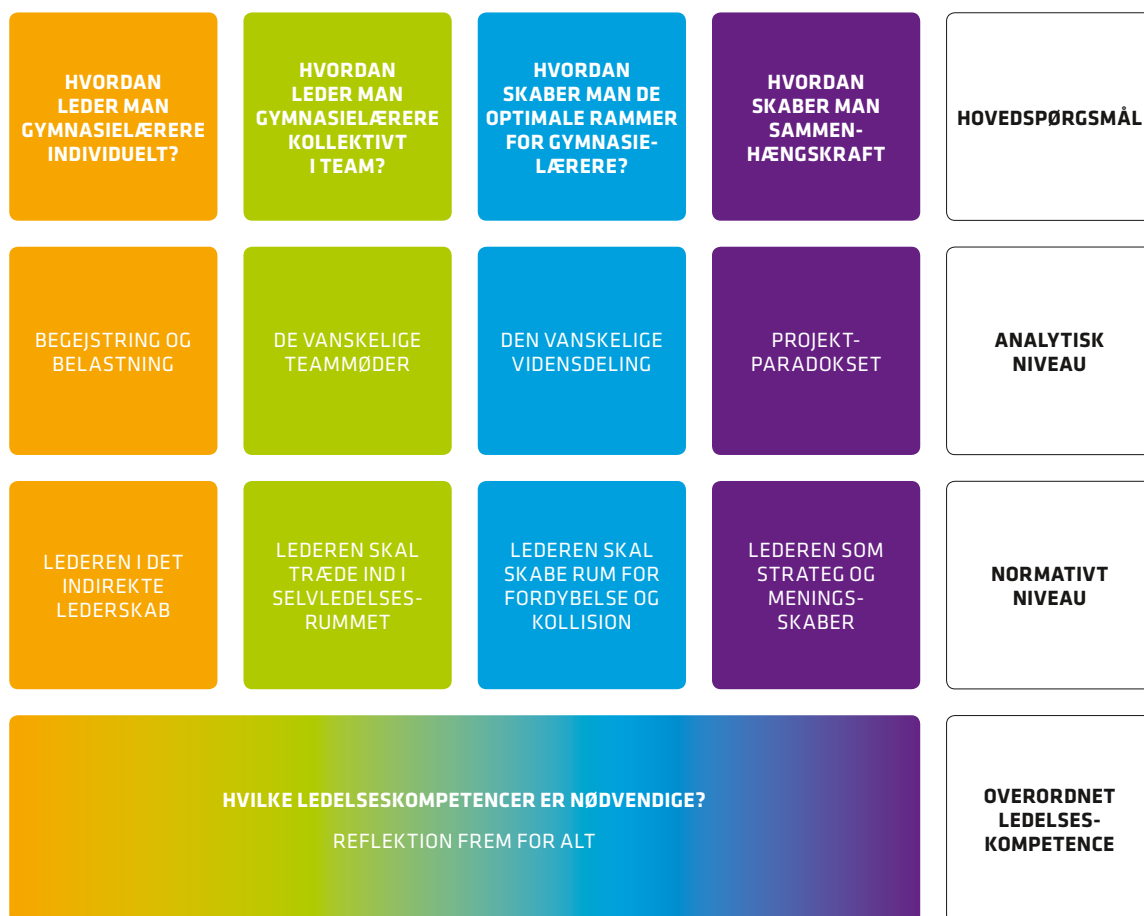 HVORDAN
LEDER MAN
GYMNASIELÆRERE
INDIVIDUELT?
HVORDAN
LEDER MAN
GYMNASIELÆRERE
KOLLEKTIVT
I TEAM?
HVORDAN
SKABER MAN DE
OPTIMALE RAMMER
FOR GYMNASIE-
LÆRERE?
HVORDAN
SKABER MAN
SAMMEN-
HÆNGSKRAFT
HOVEDSPØRGSMÅL
BEGEJSTRING OG
BELASTNING
DE VANSKELIGE
TEAMMØDER
DEN VANSKELIGE
VIDENSDELING
PROJEKT-
PARADOKSET
ANALYTISK
NIVEAU
LEDEREN I DET
INDIREKTE
LEDERSKAB
LEDEREN SKAL
TRÆDE IND I
SELVLEDELSES-
RUMMET
LEDEREN SKAL
SKABE RUM FOR
FORDYBELSE OG
KOLLISION
LEDEREN SOM
STRATEG OG
MENINGS-
SKABER
NORMATIVT
NIVEAU
HVILKE LEDELSESKOMPETENCER ER NØDVENDIGE?
REFLEKTION FREM FOR ALT
OVERORDNET
LEDELSES-
KOMPETENCE